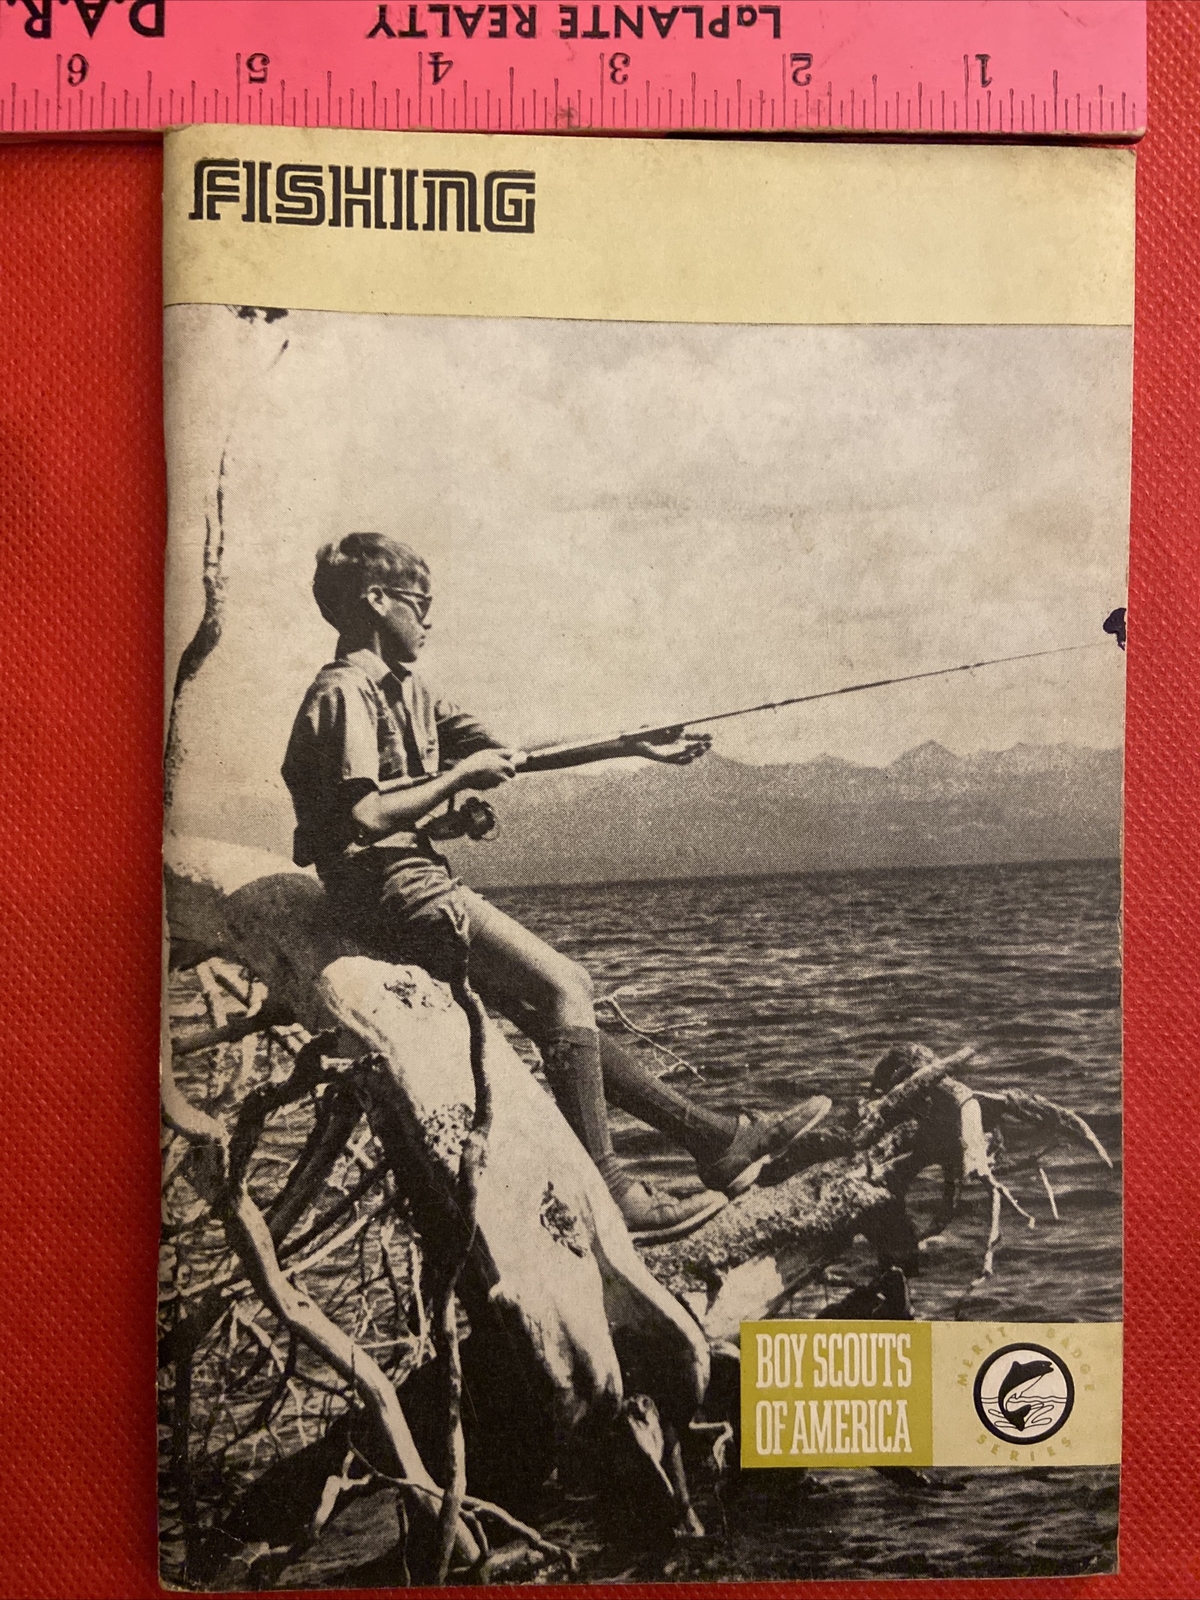 D.A.R. LaPLANTE REALTY
6 5 4 3 2 1
FISHING
BOY SCOUTS
OF AMERICA
MERIT BADGE
SERIES